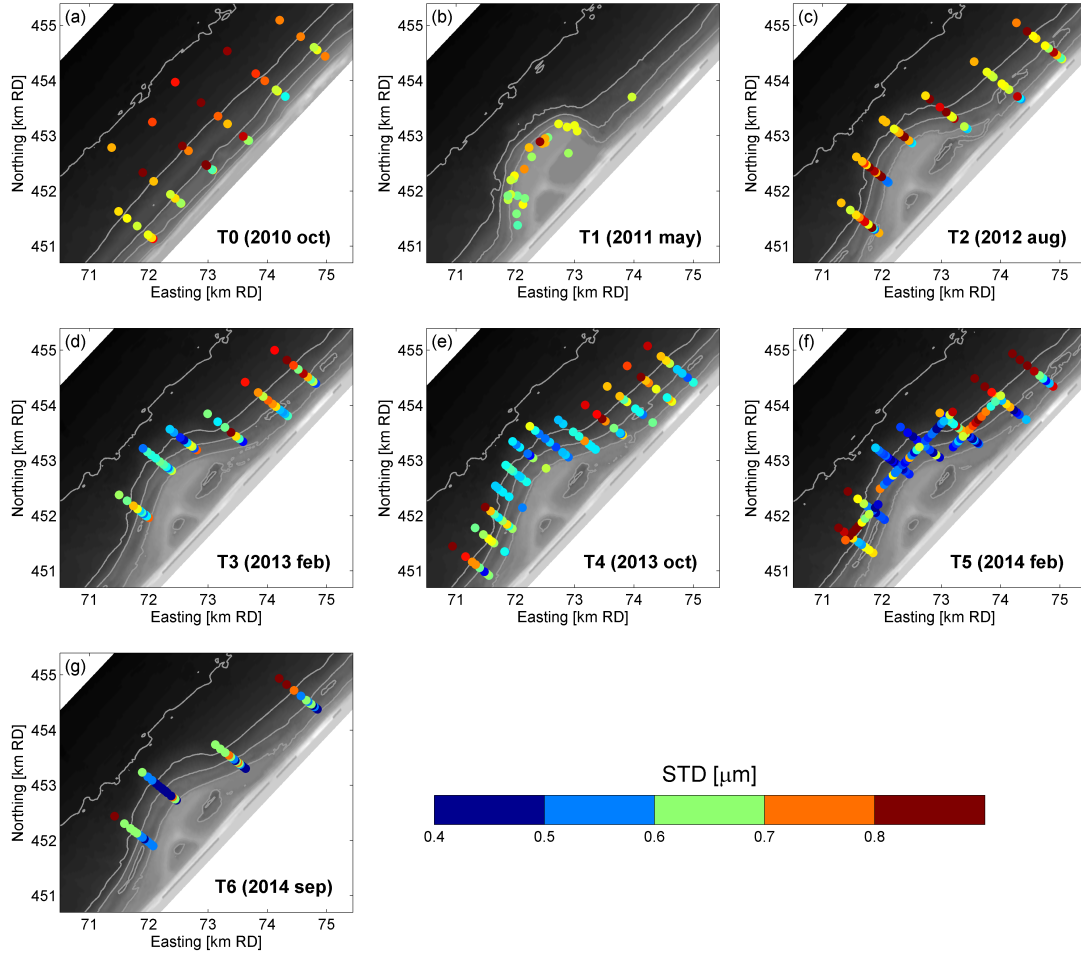 (a)
(b)
(c)
455
454
453
452
451
Northing [km RD]
71 72 73 74 75
Easting [km RD]
T0 (2010 oct)
455
454
453
452
451
Northing [km RD]
71 72 73 74 75
Easting [km RD]
T1 (2011 may)
455
454
453
452
451
Northing [km RD]
71 72 73 74 75
Easting [km RD]
T2 (2012 aug)
(d)
(e)
(f)
455
454
453
452
451
Northing [km RD]
71 72 73 74 75
Easting [km RD]
T3 (2013 feb)
455
454
453
452
451
Northing [km RD]
71 72 73 74 75
Easting [km RD]
T4 (2013 oct)
455
454
453
452
451
Northing [km RD]
71 72 73 74 75
Easting [km RD]
T5 (2014 feb)
(g)
455
454
453
452
451
Northing [km RD]
71 72 73 74 75
Easting [km RD]
T6 (2014 sep)
STD [μm]
0.4 0.5 0.6 0.7 0.8